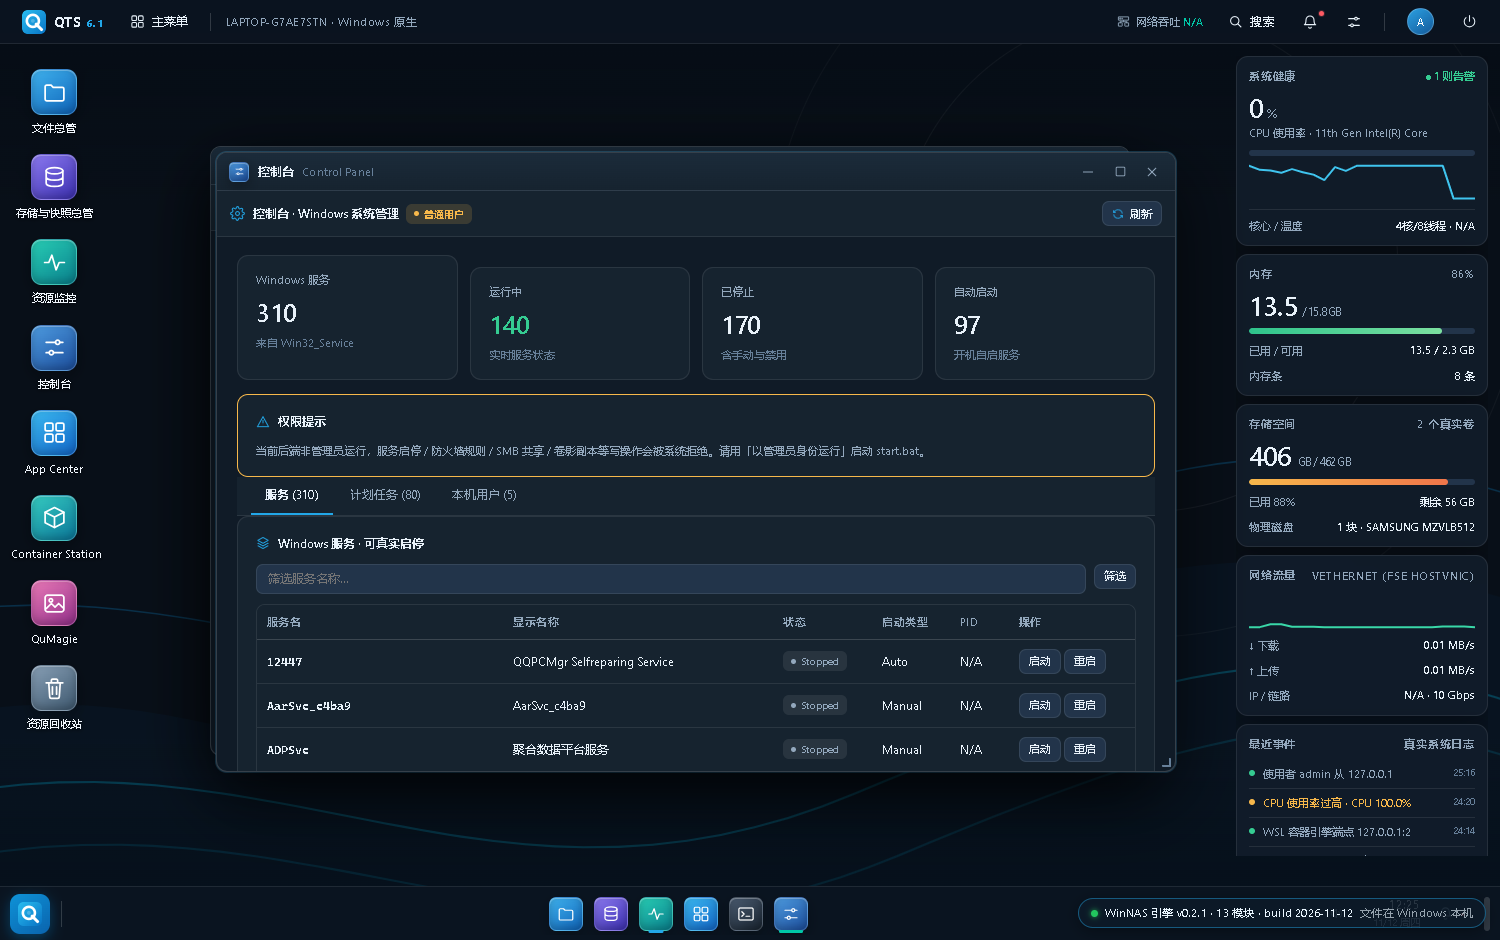 QTS 6.1 主菜单 LAPTOP-G7AE7STN · Windows 原生 网络吞吐 N/A 搜索 A
文件总管
存储与快照总管
资源监控
控制台
App Center
Container Station
QuMagie
资源回收站
控制台 Control Panel
控制台 · Windows 系统管理 普通用户 刷新
Windows 服务
310
来自 Win32_Service
运行中
140
实时服务状态
已停止
170
含手动与禁用
自动启动
97
开机自启服务
权限提示
当前后端非管理员运行，服务启停 / 防火墙规则 / SMB 共享 / 卷影副本等写操作会被系统拒绝。请用「以管理员身份运行」启动 start.bat。
服务 (310) 计划任务 (80) 本机用户 (5)
Windows 服务 · 可真实启停
筛选服务名称... 筛选
服务名 显示名称 状态 启动类型 PID 操作
12447 QQPCMgr Selfreparing Service Stopped Auto N/A 启动 重启
AarSvc_c4ba9 AarSvc_c4ba9 Stopped Manual N/A 启动 重启
ADPSvc 聚合数据平台服务 Stopped Manual N/A 启动 重启
系统健康 1 则告警
0 %
CPU 使用率 · 11th Gen Intel(R) Core
核心 / 温度 4核/8线程 · N/A
内存 86%
13.5 / 15.8GB
已用 / 可用 13.5 / 2.3 GB
内存条 8 条
存储空间 2 个真实卷
406 GB / 462GB
已用 88% 剩余 56 GB
物理磁盘 1 块 · SAMSUNG MZVLB512
网络流量 VETHERNET (FSE HOSTVNIC)
↓ 下载 0.01 MB/s
↑ 上传 0.01 MB/s
IP / 链路 N/A · 10 Gbps
最近事件 真实系统日志
使用者 admin 从 127.0.0.1 25:16
CPU 使用率过高 · CPU 100.0% 24:20
WSL 容器引擎端点 127.0.0.1:2 24:14
WinNAS 引擎 v0.2.1 · 13 模块 · build 2026-11-12 文件在 Windows 本机